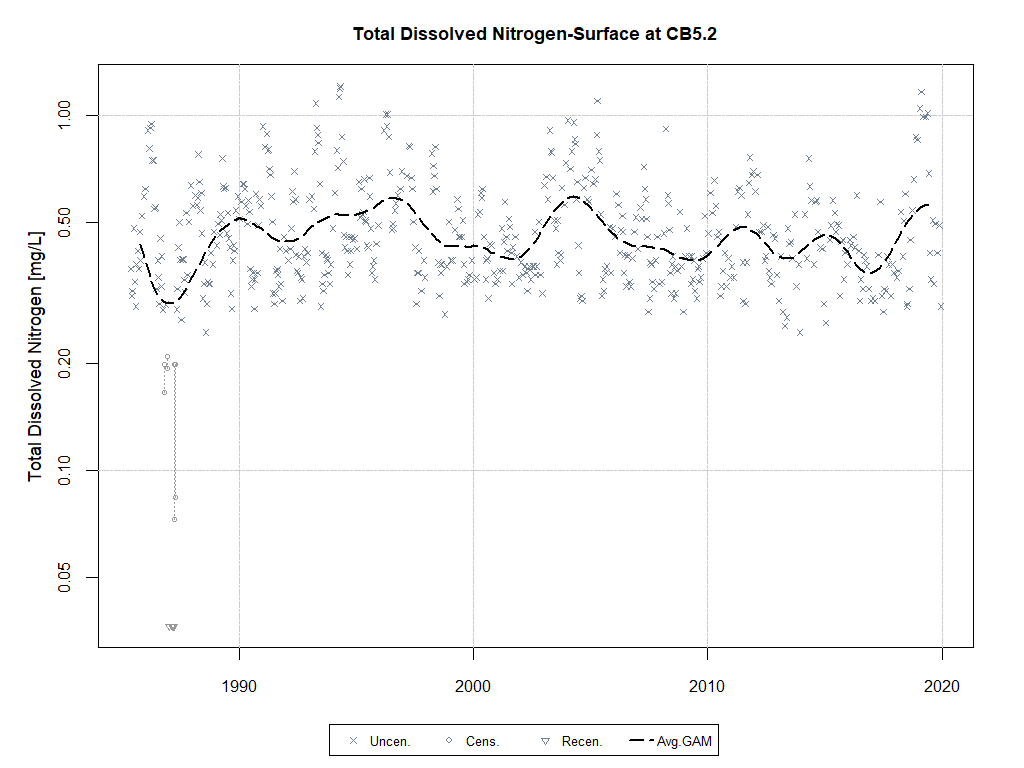 Total Dissolved Nitrogen-Surface at CB5.2
Total Dissolved Nitrogen [mg/L]
1.00
0.50
0.20
0.10
0.05
1990
2000
2010
2020
Uncen.
Cens.
Recen.
Avg.GAM